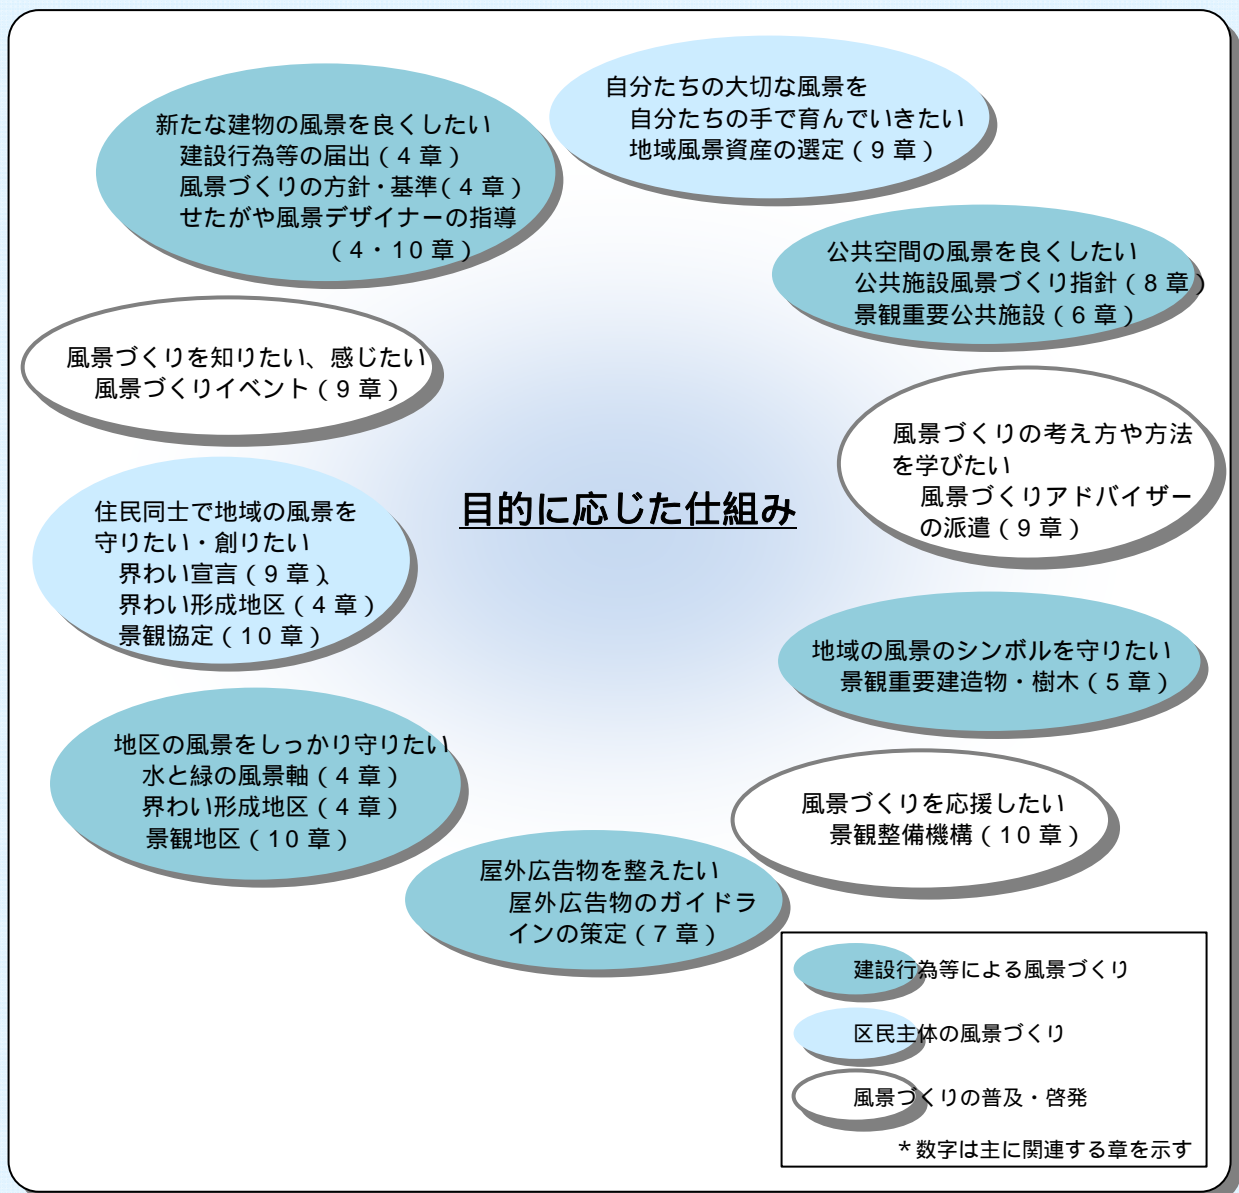 自分たちの大切な風景を
自分たちの手で育んでいきたい
地域風景資産の選定(9章)
新たな建物の風景を良くしたい
建設行為等の届出(4章)
風景づくりの方針・基準(4章)
せたがや風景デザイナーの指導
(4・10章)
公共空間の風景を良くしたい
公共施設風景づくり指針(8章)
景観重要公共施設(6章)
風景づくりを知りたい、感じたい
風景づくりイベント(9章)
風景づくりの考え方や方法
を学びたい
風景づくりアドバイザー
の派遣(9章)
目的に応じた仕組み
住民同士で地域の風景を
守りたい・創りたい
界わい宣言(9章)、
界わい形成地区(4章)
景観協定(10章)
地域の風景のシンボルを守りたい
景観重要建造物・樹木(5章)
地区の風景をしっかり守りたい
水と緑の風景軸(4章)
界わい形成地区(4章)
景観地区(10章)
風景づくりを応援したい
景観整備機構(10章)
屋外広告物を整えたい
屋外広告物のガイドラ
インの策定(7章)
建設行為等による風景づくり
区民主体の風景づくり
風景づくりの普及・啓発
*数字は主に関連する章を示す